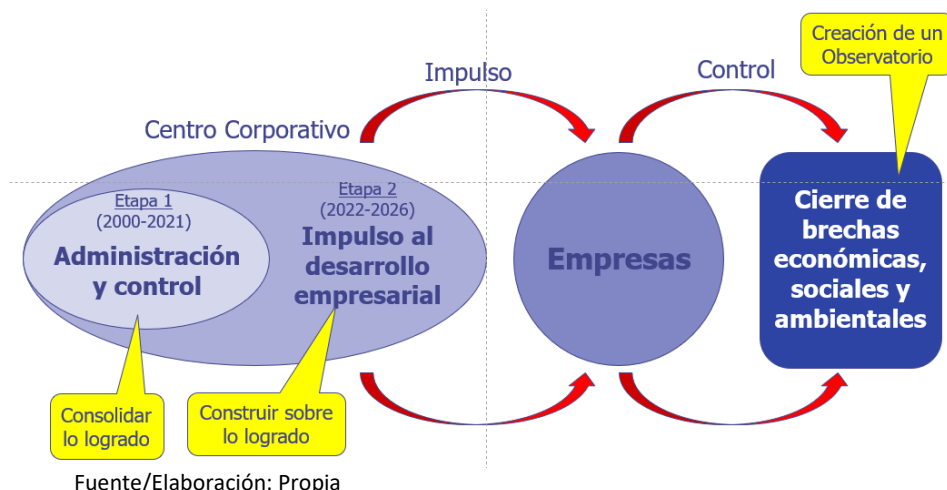 Creación de un
Observatorio
Impulso
Control
Centro Corporativo
Etapa 1
(2000-2021)
Administración
y control
Etapa 2
(2022-2026)
Impulso al
desarrollo
empresarial
Empresas
Cierre de
brechas
económicas,
sociales y
ambientales
Consolidar
lo logrado
Construir sobre
lo logrado
Fuente/Elaboración: Propia